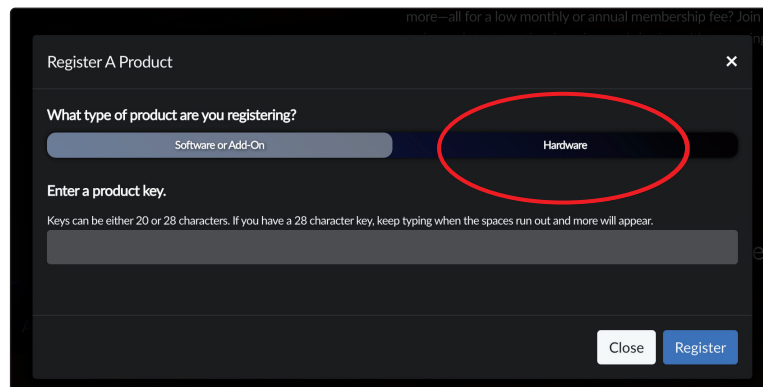 more—all for a low monthly or annual membership fee? Join
Register A Product
×
What type of product are you registering?
Software or Add-On
Hardware
Enter a product key.
Keys can be either 20 or 28 characters. If you have a 28 character key, keep typing when the spaces run out and more will appear.
Close
Register